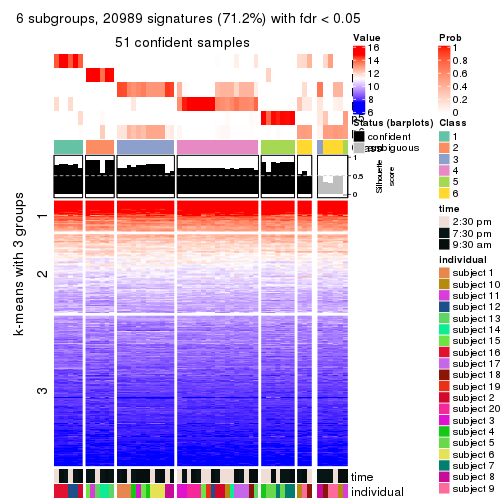 6 subgroups, 20989 signatures (71.2%) with fdr < 0.05
51 confident samples
k-means with 3 groups
1
2
3
1
0.5
0
Silhouette
score
time
individual
Value
16
14
12
10
8
6
Status (barplots)
confident
ambiguous
Prob
1
0.8
0.6
0.4
0.2
0
Class
1
2
3
4
5
6
time
2:30 pm
7:30 pm
9:30 am
individual
subject 1
subject 10
subject 11
subject 12
subject 13
subject 14
subject 15
subject 16
subject 17
subject 18
subject 19
subject 2
subject 20
subject 3
subject 4
subject 5
subject 6
subject 7
subject 8
subject 9